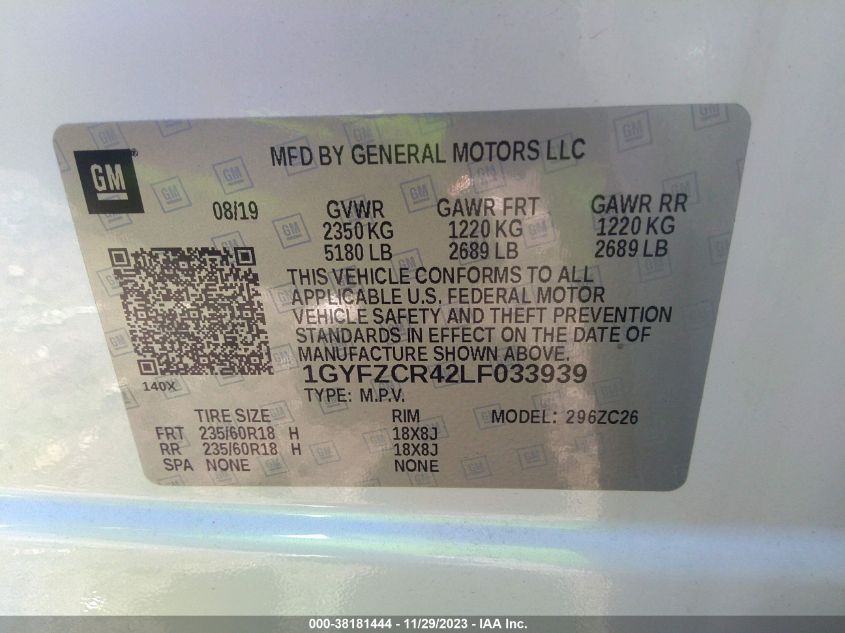 MFD BY GENERAL MOTORS LLC
GM®
08/19 GVWR GAWR FRT GAWR RR
2350 KG 1220 KG 1220 KG
5180 LB 2689 LB 2689 LB
THIS VEHICLE CONFORMS TO ALL
APPLICABLE U.S. FEDERAL MOTOR
VEHICLE SAFETY AND THEFT PREVENTION
STANDARDS IN EFFECT ON THE DATE OF
MANUFACTURE SHOWN ABOVE.
140X
1GYFZCR42LF033939
TYPE: M.P.V.
TIRE SIZE RIM MODEL: 296ZC26
FRT 235/60R18 H 18X8J
RR 235/60R18 H 18X8J
SPA NONE NONE
000-38181444 - 11/29/2023 - IAA Inc.